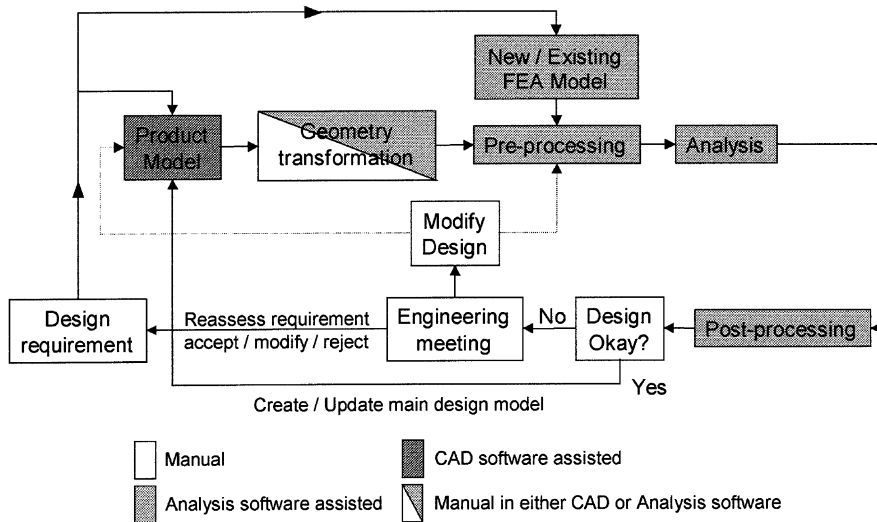 New / Existing
FEA Model
Product
Model
Geometry
transformation
Pre-processing
Analysis
Modify
Design
Design
requirement
Reassess requirement
accept / modify / reject
Engineering
meeting
No
Design
Okay?
Post-processing
Yes
Create / Update main design model
Manual
CAD software assisted
Analysis software assisted
Manual in either CAD or Analysis software